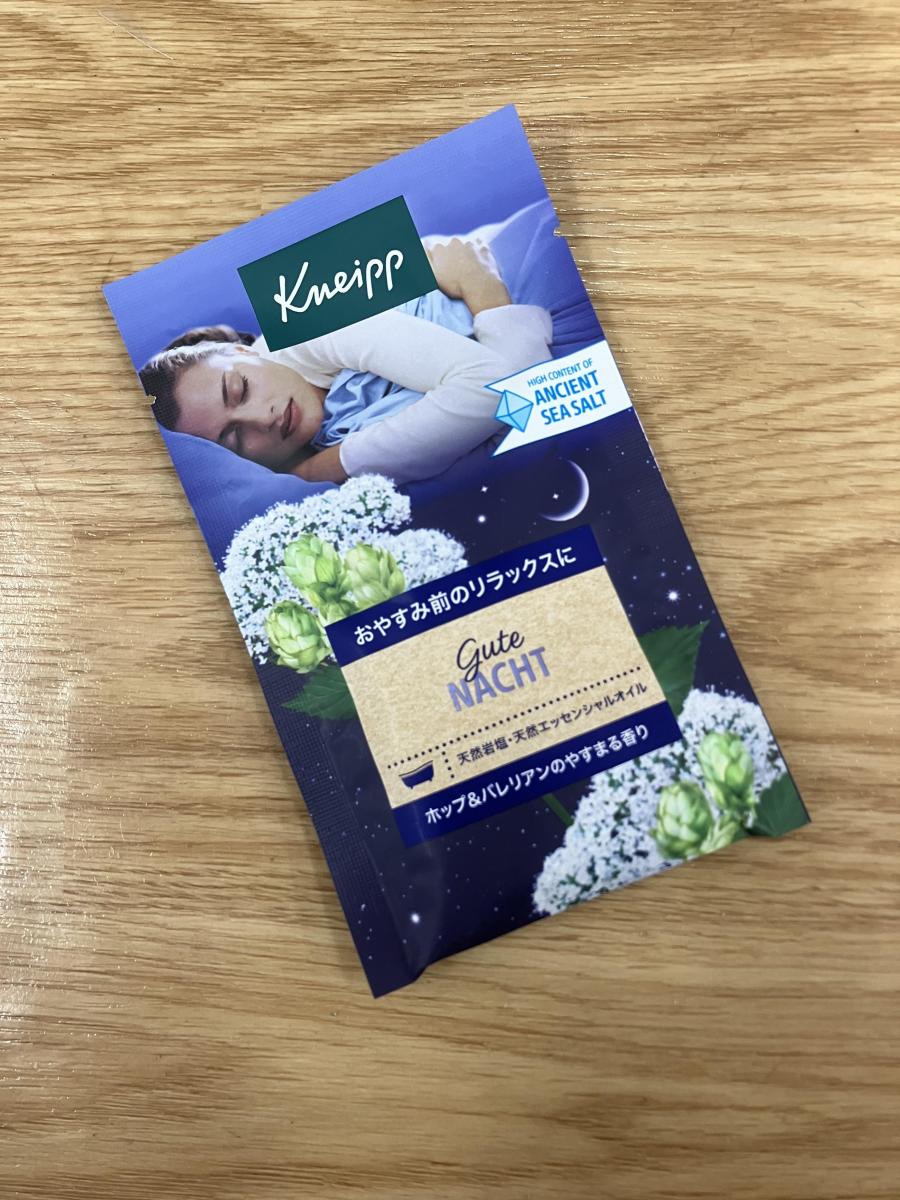 Kneipp
HIGH CONTENT OF
ANCIENT
SEA SALT
おやすみ前のリラックスに
Gute
NACHT
天然岩塩・天然エッセンシャルオイル
ホップ&バレリアンのやすまる香り